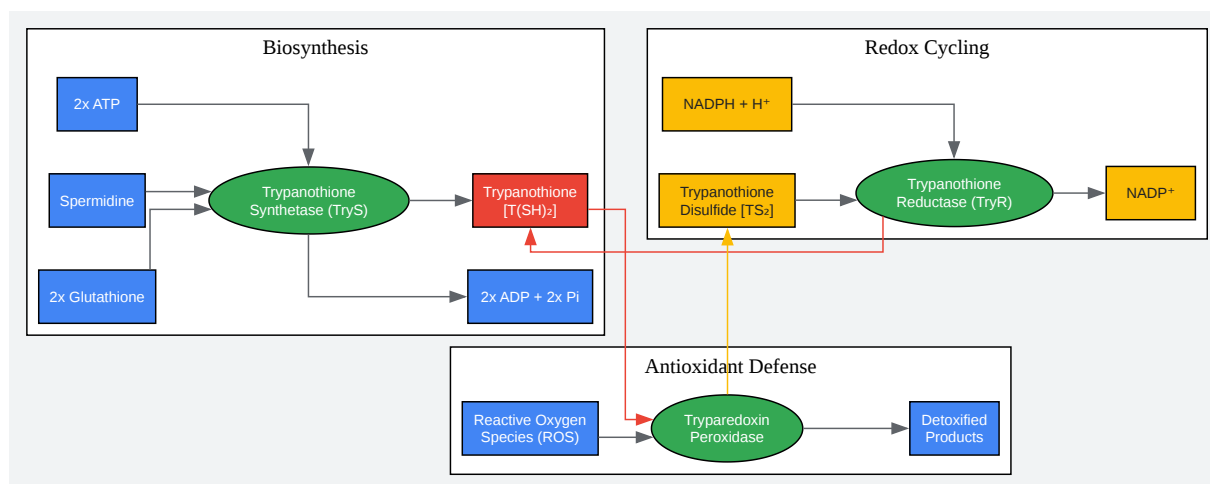 Biosynthesis
2x ATP
Spermidine
2x Glutathione
Trypanothione
Synthetase (TryS)
Trypanothione
[T(SH)₂]
2x ADP + 2x Pi
Redox Cycling
NADPH + H⁺
Trypanothione
Disulfide [TS₂]
Trypanothione
Reductase (TryR)
NADP⁺
Antioxidant Defense
Reactive Oxygen
Species (ROS)
Tryparedoxin
Peroxidase
Detoxified
Products